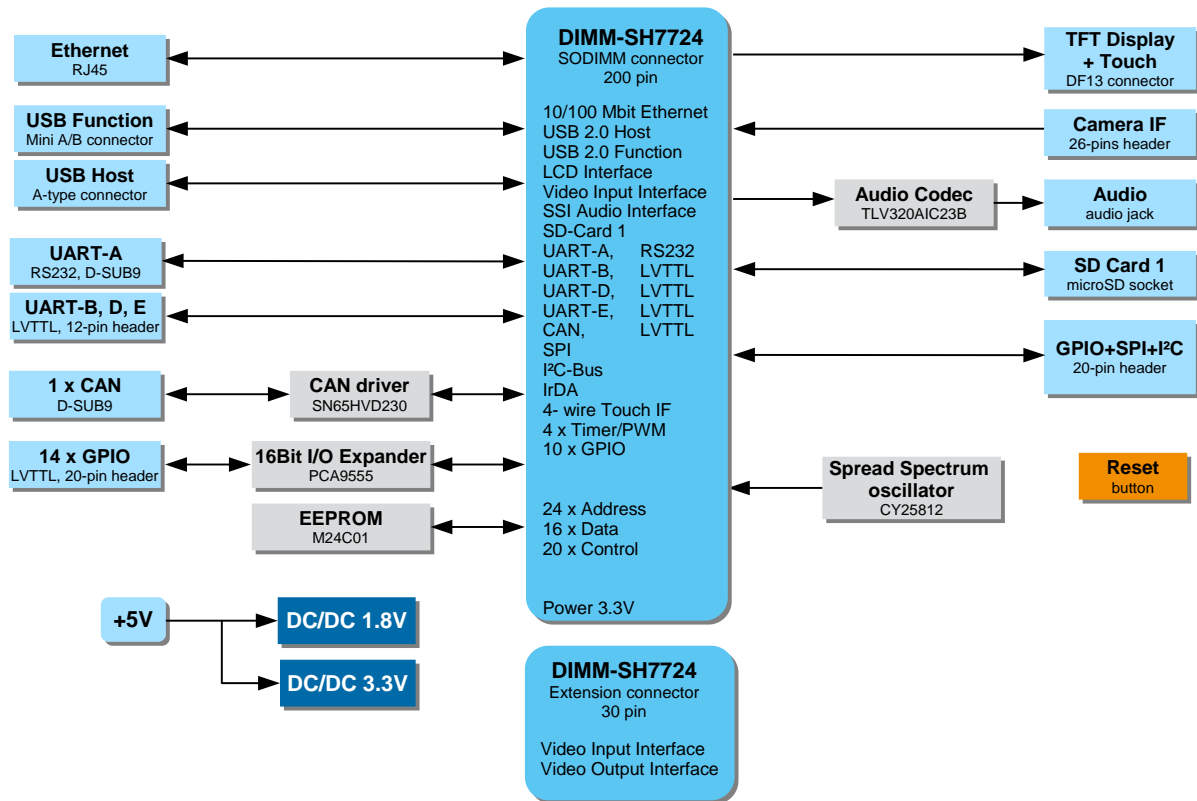 Ethernet
RJ45
USB Function
Mini A/B connector
USB Host
A-type connector
UART-A
RS232, D-SUB9
UART-B, D, E
LVTTL, 12-pin header
1 x CAN
D-SUB9
CAN driver
SN65HVD230
14 x GPIO
LVTTL, 20-pin header
16Bit I/O Expander
PCA9555
EEPROM
M24C01
+5V
DC/DC 1.8V
DC/DC 3.3V
DIMM-SH7724
SODIMM connector
200 pin
10/100 Mbit Ethernet
USB 2.0 Host
USB 2.0 Function
LCD Interface
Video Input Interface
SSI Audio Interface
SD-Card 1
UART-A, RS232
UART-B, LVTTL
UART-D, LVTTL
UART-E, LVTTL
CAN, LVTTL
SPI
I²C-Bus
IrDA
4- wire Touch IF
4 x Timer/PWM
10 x GPIO
24 x Address
16 x Data
20 x Control
Power 3.3V
DIMM-SH7724
Extension connector
30 pin
Video Input Interface
Video Output Interface
TFT Display
+ Touch
DF13 connector
Camera IF
26-pins header
Audio Codec
TLV320AIC23B
Audio
audio jack
SD Card 1
microSD socket
GPIO+SPI+I²C
20-pin header
Spread Spectrum
oscillator
CY25812
Reset
button